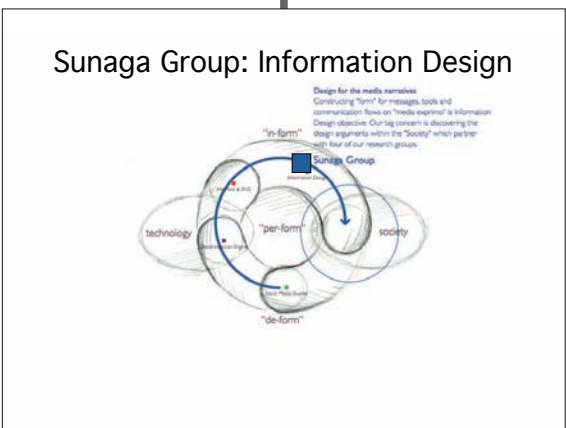 Sunaga Group: Information Design
Design for the media narratives
Constructing "form" for messages, tools and
communication flows on "media exprimo" is Information
Design objective. Our big concern is discovering the
design arguments within the "Society" which partner
with four of our research groups.
"in-form"
Sunaga Group
Information Design
technology
"per-form"
society
"de-form"